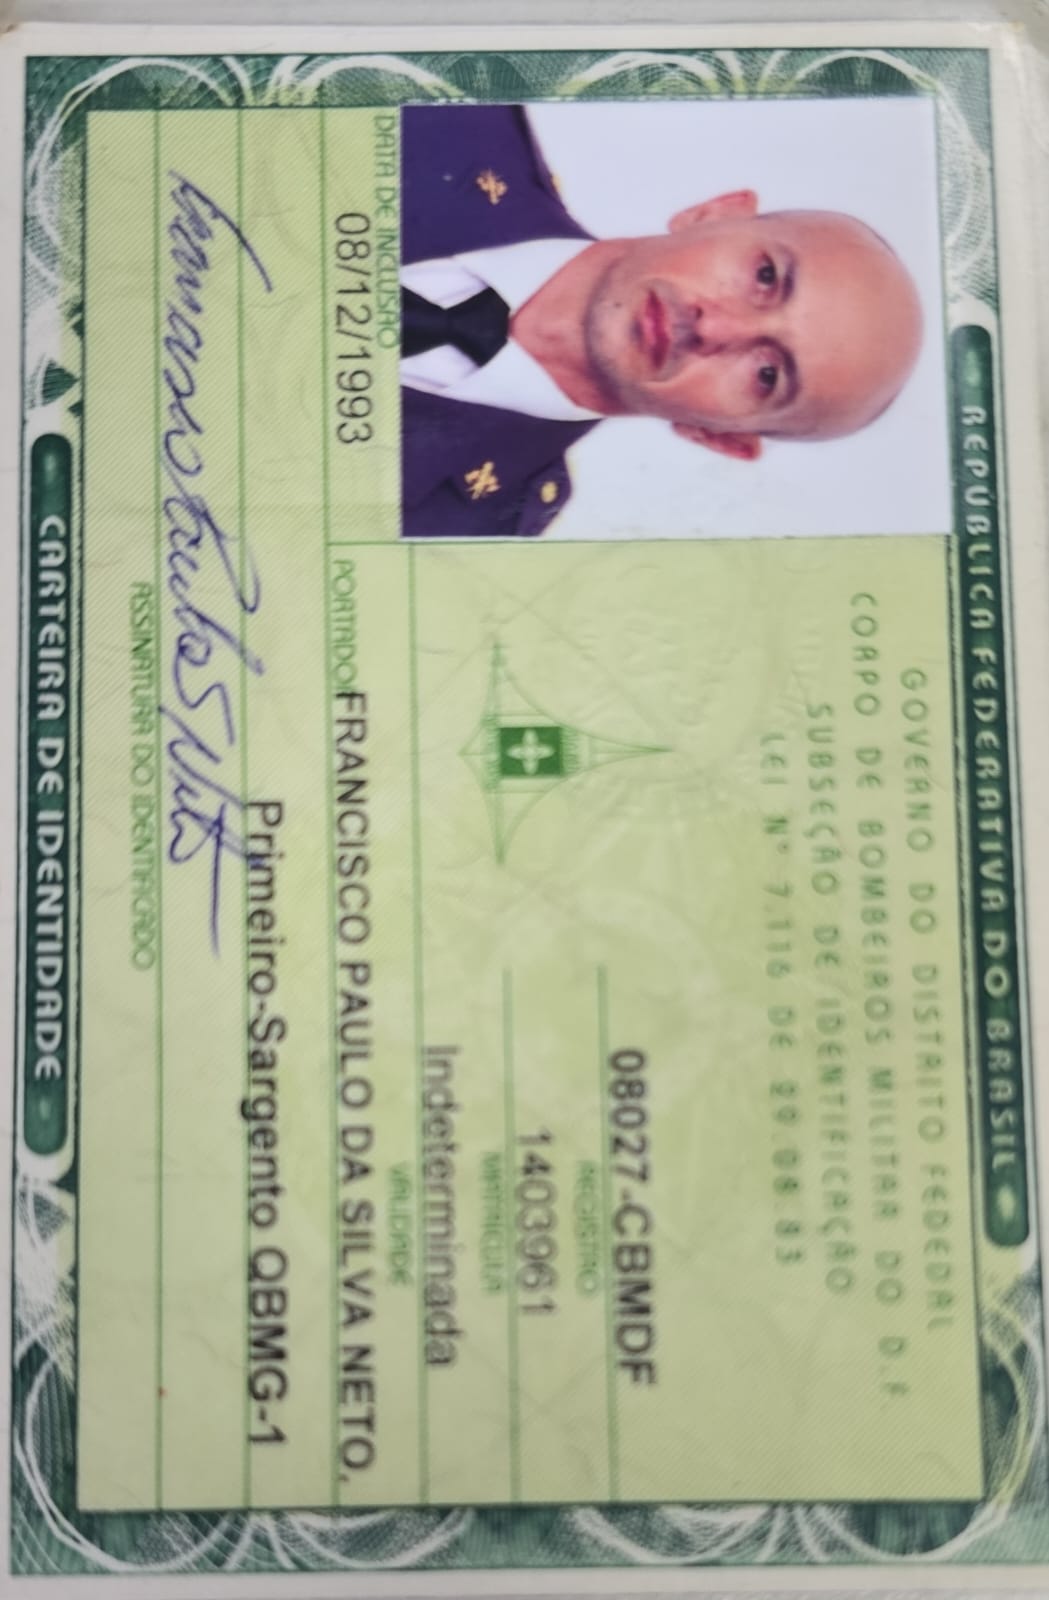 REPÚBLICA FEDERATIVA DO BRASIL
GOVERNO DO DISTRITO FEDERAL
CORPO DE BOMBEIROS MILITAR DO D.F.
SUBSEÇÃO DE IDENTIFICAÇÃO
LEI Nº 7.116 DE 29.08.83
08027-CBMDF
REGISTRO
1403961
MATRÍCULA
Indeterminada
VALIDADE
DATA DE INCLUSÃO
08/12/1993
PORTADOR
FRANCISCO PAULO DA SILVA NETO,
Primeiro-Sargento QBMG-1
Francisco Paulo S Neto
ASSINATURA DO IDENTIFICADO
CARTEIRA DE IDENTIDADE